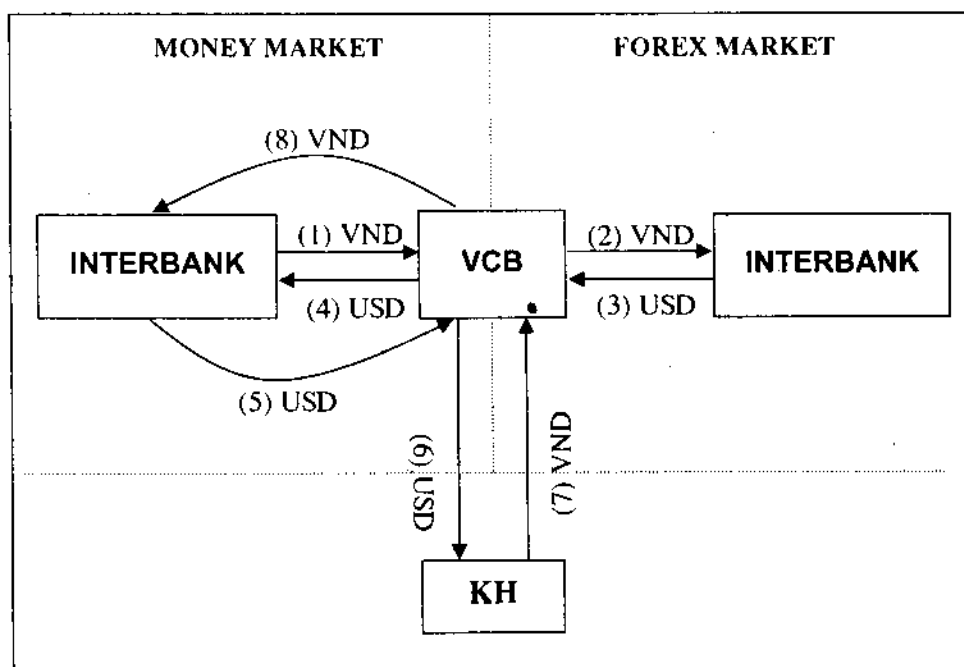 MONEY MARKET
FOREX MARKET
(8) VND
INTERBANK
(1) VND
(4) USD
VCB
(2) VND
(3) USD
INTERBANK
(5) USD
(6) USD
(7) VND
KH